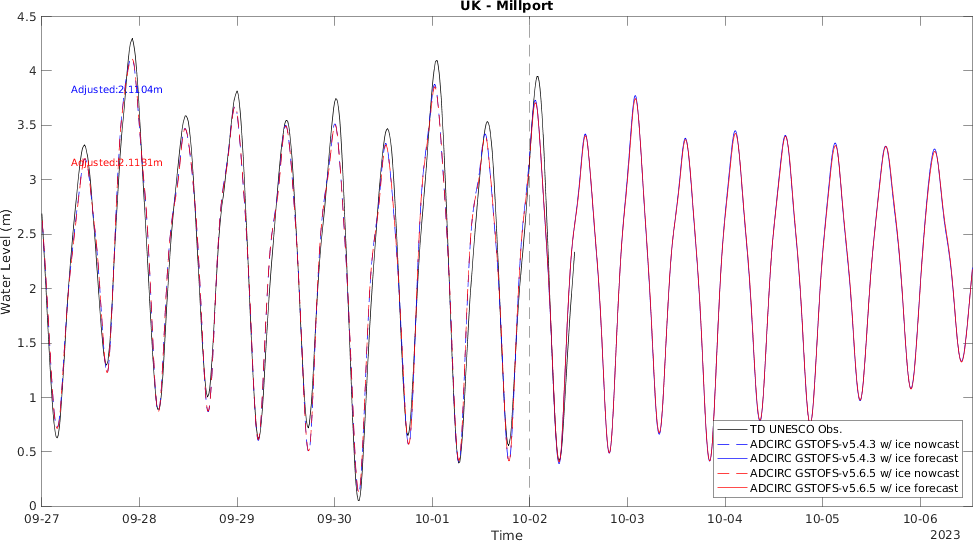 UK - Millport
4.5
4
3.5
3
2.5
2
1.5
1
0.5
0
Water Level (m)
Adjusted:2.1104m
Adjusted:2.1181m
TD UNESCO Obs.
ADCIRC GSTOFS-v5.4.3 w/ ice nowcast
ADCIRC GSTOFS-v5.4.3 w/ ice forecast
ADCIRC GSTOFS-v5.6.5 w/ ice nowcast
ADCIRC GSTOFS-v5.6.5 w/ ice forecast
09-27 09-28 09-29 09-30 10-01 10-02 10-03 10-04 10-05 10-06
Time
2023